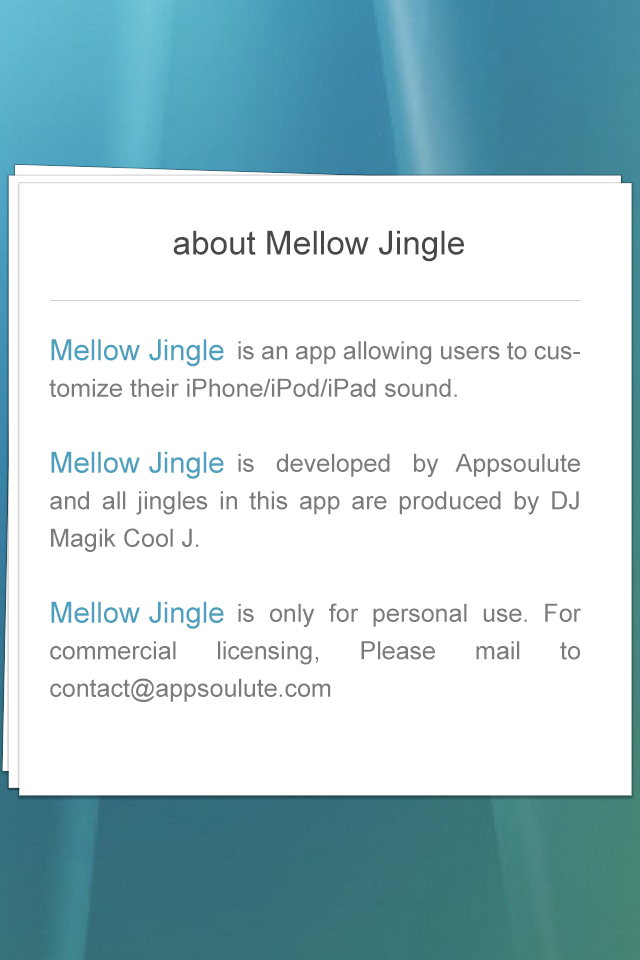 about Mellow Jingle
Mellow Jingle is an app allowing users to cus-
tomize their iPhone/iPod/iPad sound.
Mellow Jingle is developed by Appsoulute
and all jingles in this app are produced by DJ
Magik Cool J.
Mellow Jingle is only for personal use. For
commercial licensing, Please mail to
contact@appsoulute.com